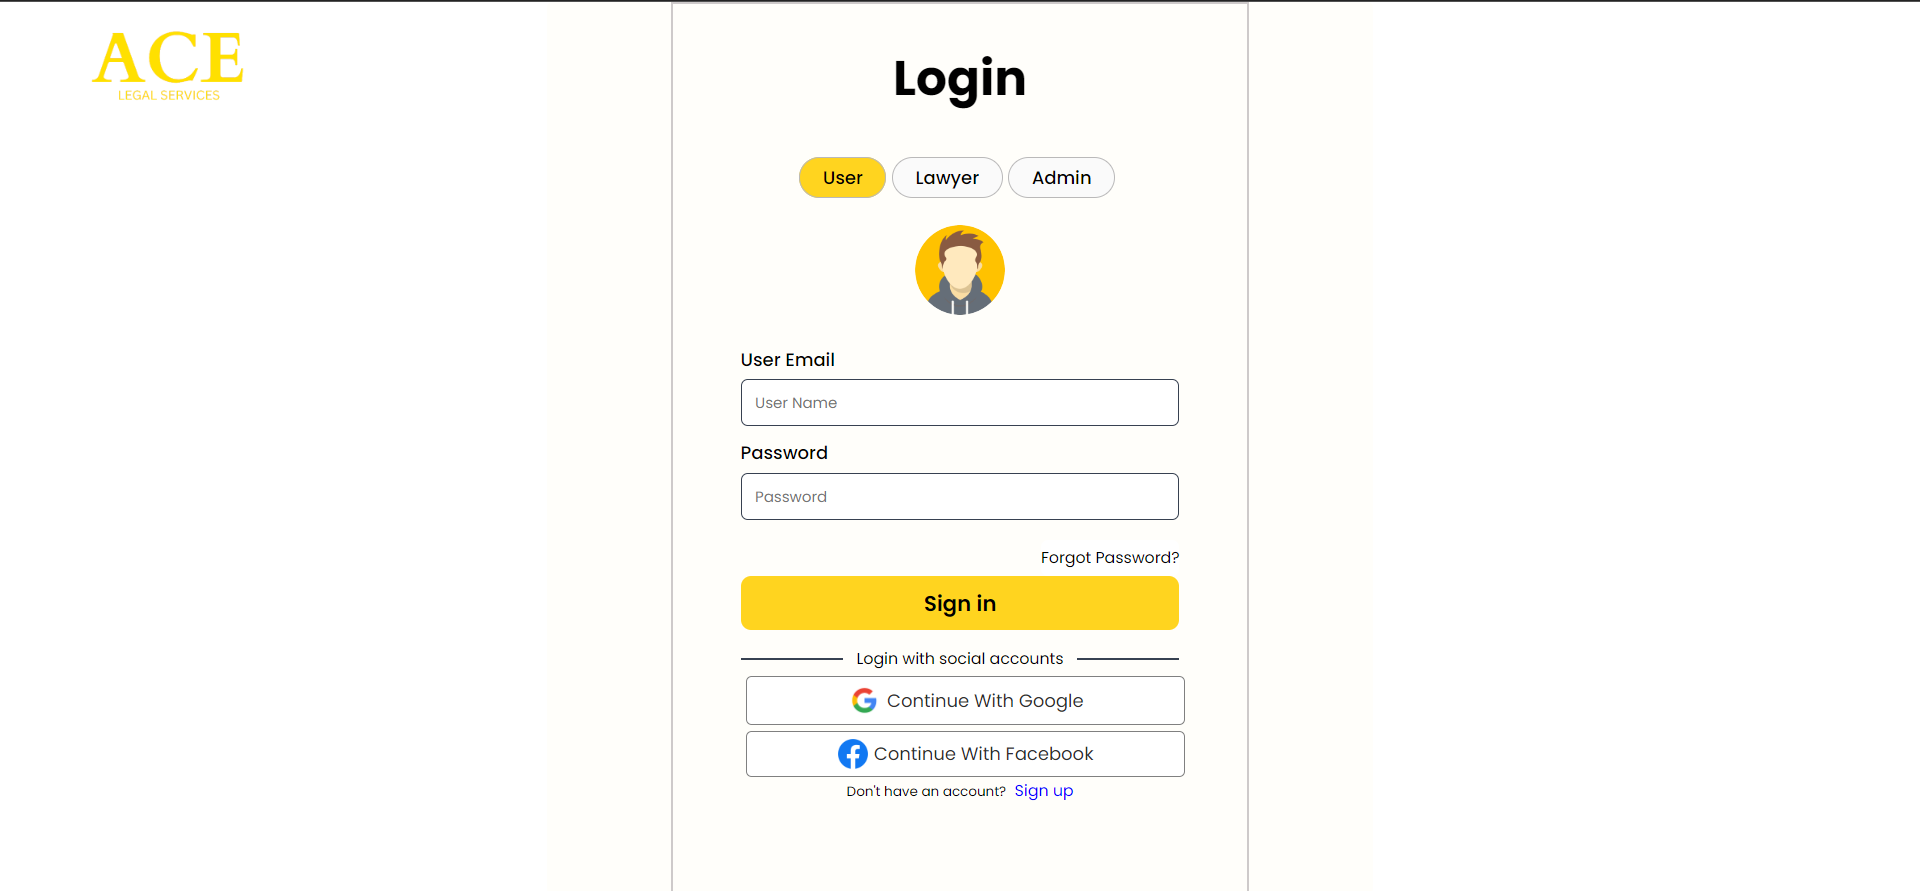 ACE
LEGAL SERVICES
Login
User Lawyer Admin
User Email
User Name
Password
Password
Forgot Password?
Sign in
Login with social accounts
Continue With Google
Continue With Facebook
Don't have an account? Sign up